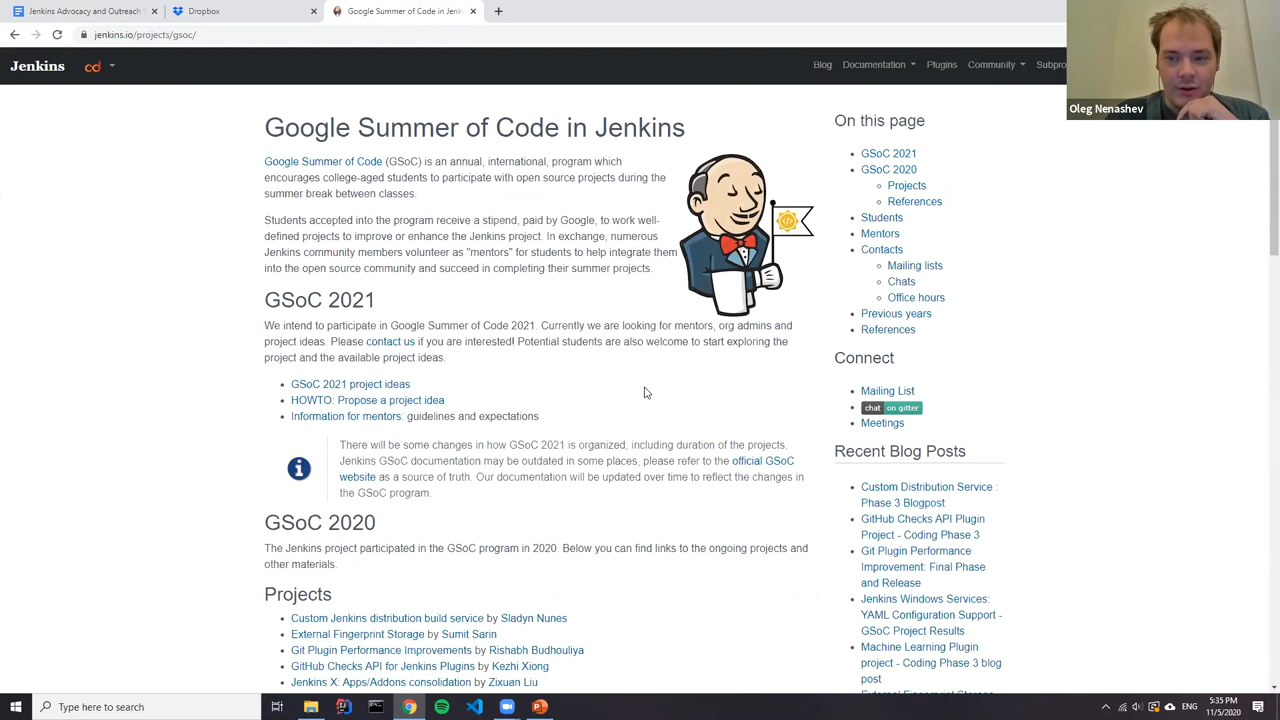 Jenkins Advocacy and Outreach
Dropbox
Google Summer of Code in Jenk
jenkins.io/projects/gsoc/
Jenkins
cd
Blog
Documentation
Plugins
Community
Subpro
Oleg Nenashev
Google Summer of Code in Jenkins
Google Summer of Code (GSoC) is an annual, international, program which
encourages college-aged students to participate with open source projects during the
summer break between classes.
Students accepted into the program receive a stipend, paid by Google, to work well-
defined projects to improve or enhance the Jenkins project. In exchange, numerous
Jenkins community members volunteer as "mentors" for students to help integrate them
into the open source community and succeed in completing their summer projects.
GSoC 2021
We intend to participate in Google Summer of Code 2021. Currently we are looking for mentors, org admins and
project ideas. Please contact us if you are interested! Potential students are also welcome to start exploring the
project and the available project ideas.
GSoC 2021 project ideas
HOWTO: Propose a project idea
Information for mentors: guidelines and expectations
There will be some changes in how GSoC 2021 is organized, including duration of the projects.
Jenkins GSoC documentation may be outdated in some places, please refer to the official GSoC
website as a source of truth. Our documentation will be updated over time to reflect the changes in
the GSoC program.
GSoC 2020
The Jenkins project participated in the GSoC program in 2020. Below you can find links to the ongoing projects and
other materials.
Projects
Custom Jenkins distribution build service by Sladyn Nunes
External Fingerprint Storage by Sumit Sarin
Git Plugin Performance Improvements by Rishabh Budhouliya
GitHub Checks API for Jenkins Plugins by Kezhi Xiong
Jenkins X: Apps/Addons consolidation by Zixuan Liu
On this page
GSoC 2021
GSoC 2020
Projects
References
Students
Mentors
Contacts
Mailing lists
Chats
Office hours
Previous years
References
Connect
Mailing List
chat on gitter
Meetings
Recent Blog Posts
Custom Distribution Service :
Phase 3 Blogpost
GitHub Checks API Plugin
Project - Coding Phase 3
Git Plugin Performance
Improvement: Final Phase
and Release
Jenkins Windows Services:
YAML Configuration Support -
GSoC Project Results
Machine Learning Plugin
project - Coding Phase 3 blog
post
External Fingerprint Storage
Type here to search
ENG
5:35 PM
11/5/2020